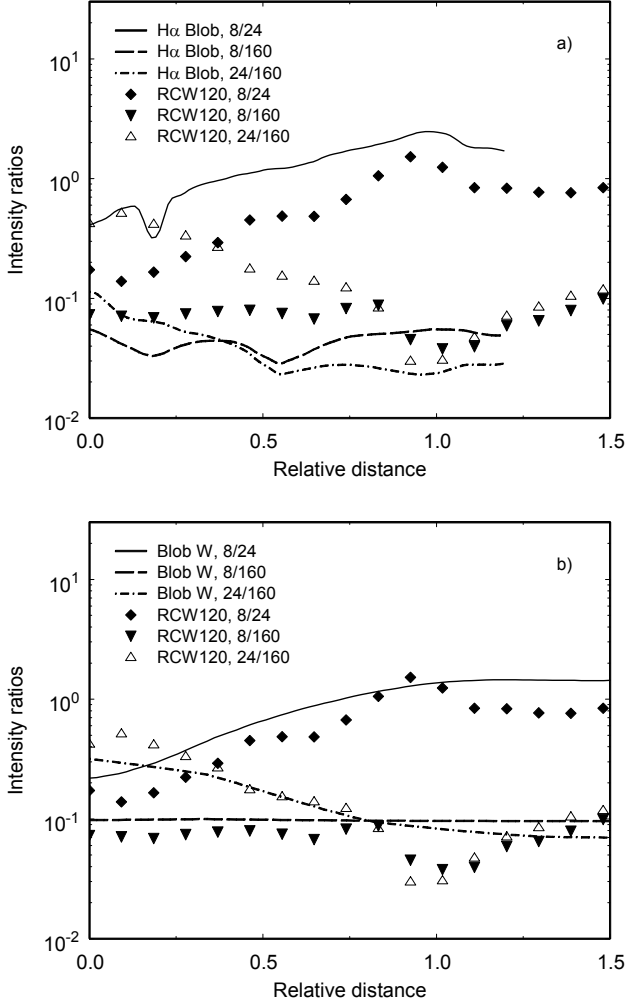 Hα Blob, 8/24
Hα Blob, 8/160
Hα Blob, 24/160
RCW120, 8/24
RCW120, 8/160
RCW120, 24/160
a)
10^1
10^0
10^-1
10^-2
Intensity ratios
0.0 0.5 1.0 1.5
Relative distance
Blob W, 8/24
Blob W, 8/160
Blob W, 24/160
RCW120, 8/24
RCW120, 8/160
RCW120, 24/160
b)
10^1
10^0
10^-1
10^-2
Intensity ratios
0.0 0.5 1.0 1.5
Relative distance